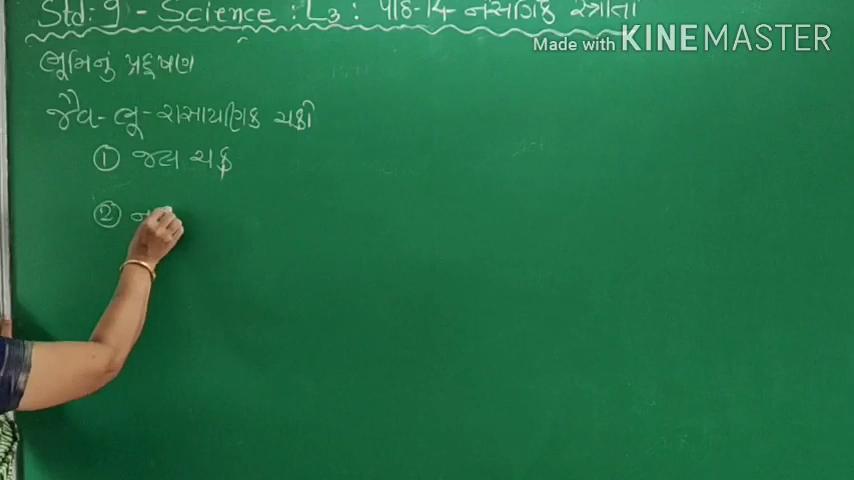 Std: 9 - Science : L3 : પાઠ-14- નૈસર્ગિક સ્ત્રોતો
Made with KINEMASTER
ભૂમિનું પ્રદૂષણ
જૈવ-ભૂ-રાસાયણિક ચક્રો
① જલ ચક્ર
② ન